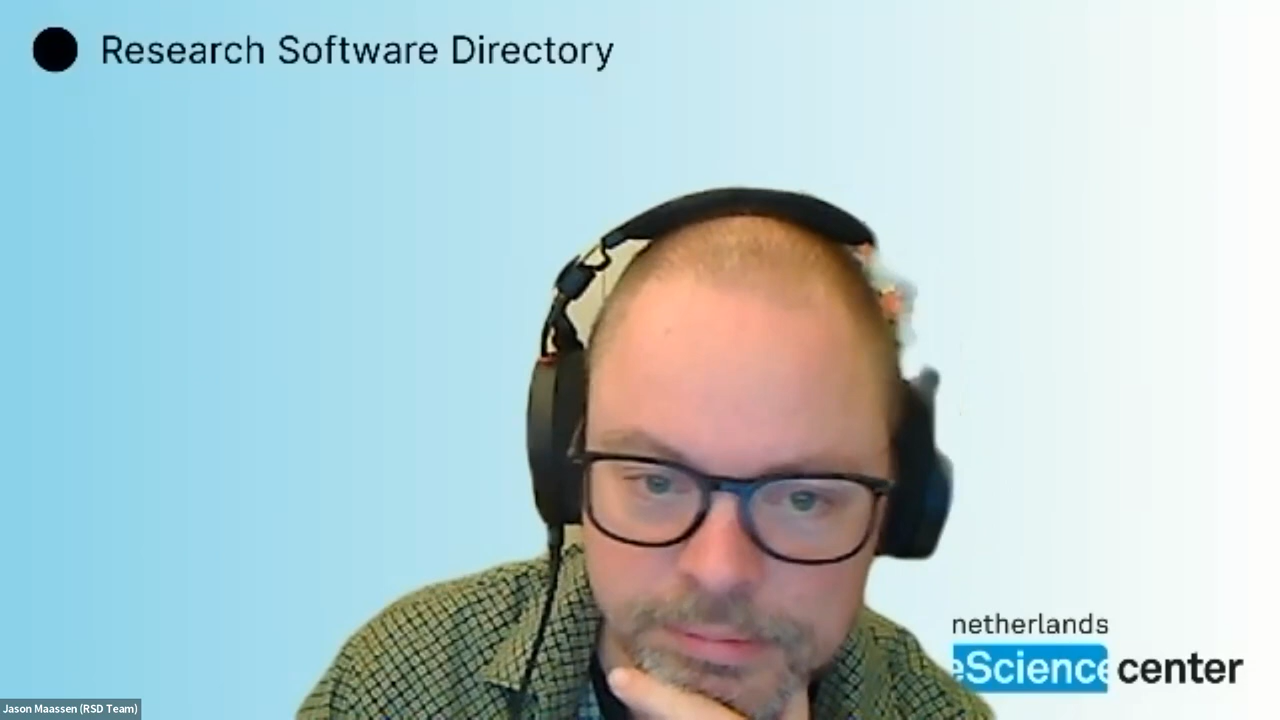 Research Software Directory
netherlands
eScience center
Jason Maassen (RSD Team)